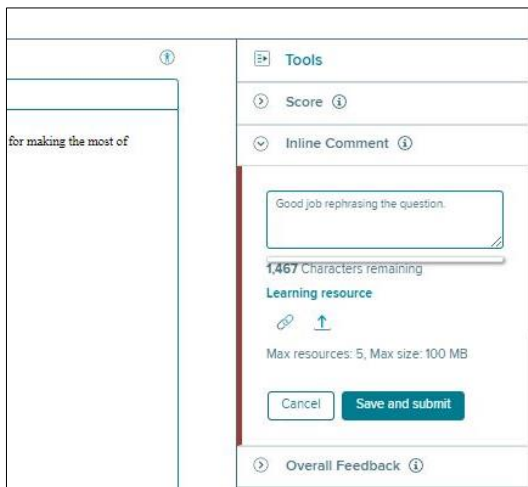 for making the most of
Tools
Score
Inline Comment
Good job rephrasing the question.
1,467 Characters remaining
Learning resource
Max resources: 5, Max size: 100 MB
Cancel Save and submit
Overall Feedback